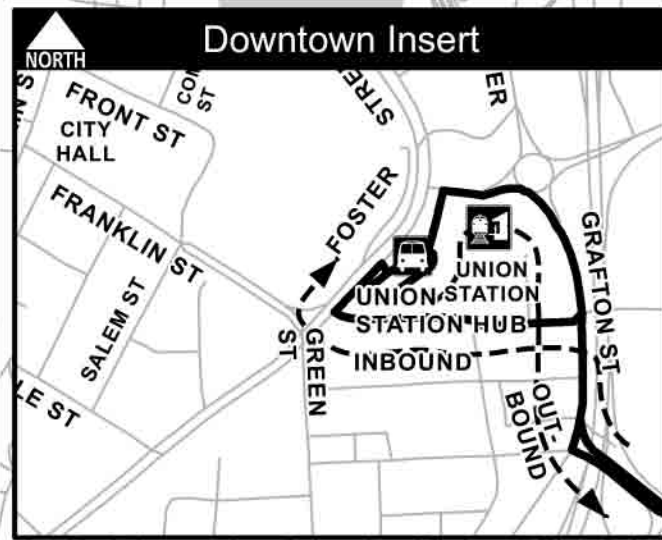 Downtown Insert
NORTH
FRONT ST
CITY
HALL
ST
ER
FRANKLIN ST
FOSTER
GRAFTON ST
UNION
STATION
UNION
STATION HUB
SALEM ST
GREEN
ST
INBOUND
OUT-
BOUND
LE ST